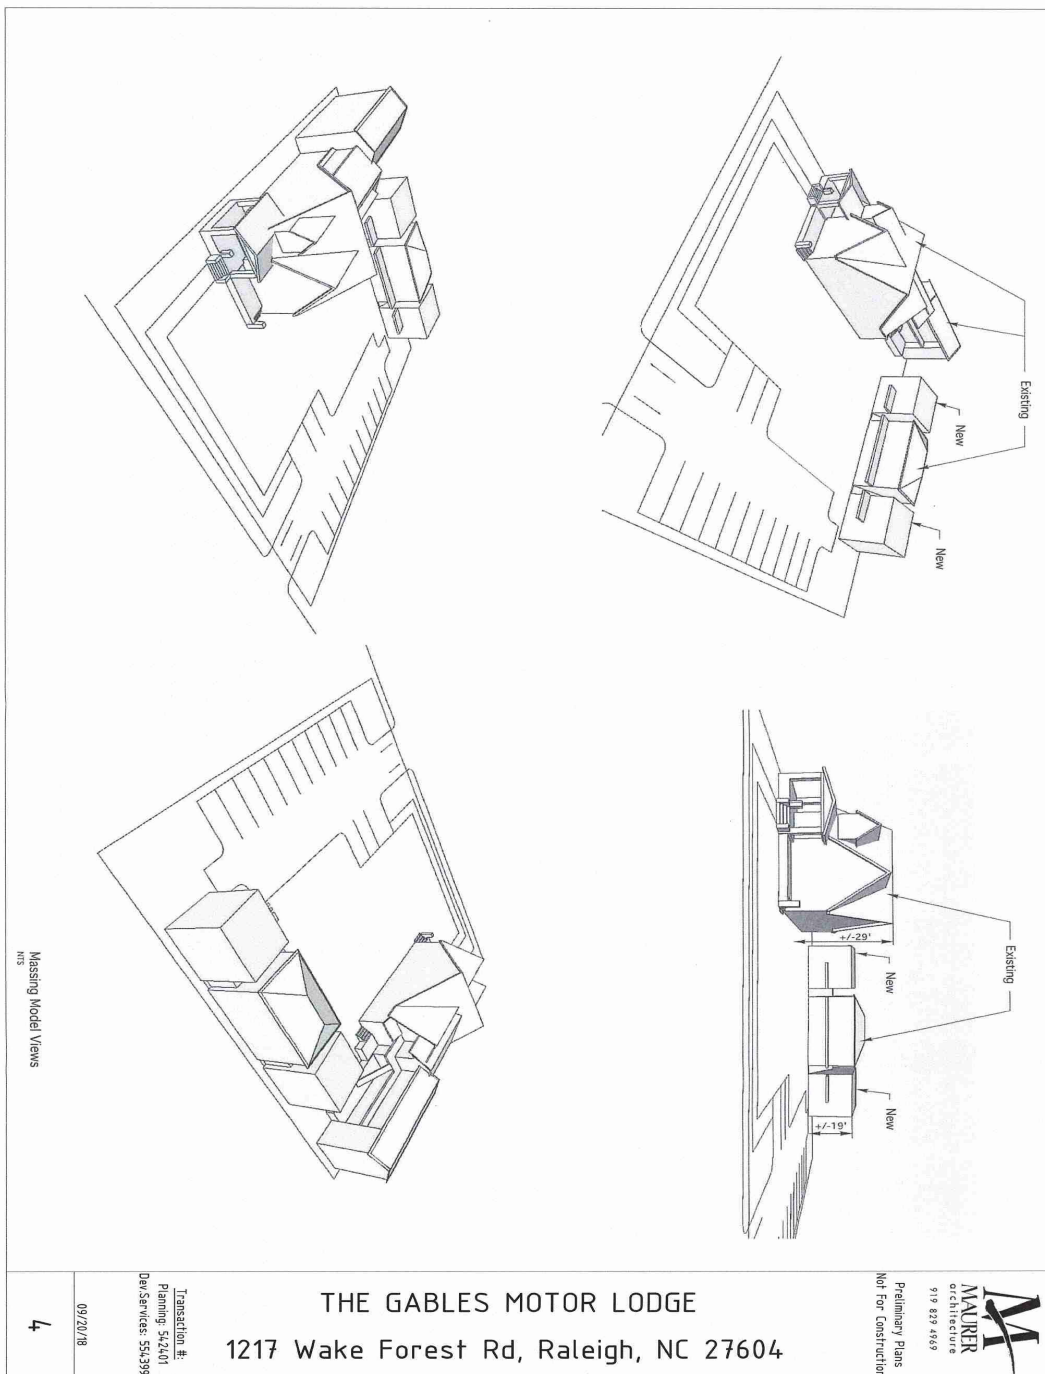 Existing
New
New
Existing
New
New
+/-29'
+/-19'
Massing Model Views
NTS
MAURER
architecture
919 829 4969
Preliminary Plans
Not For Construction
THE GABLES MOTOR LODGE
1217 Wake Forest Rd, Raleigh, NC 27604
Transaction #:
Planning: 542401
Dev.Services: 554399
09/20/18
4